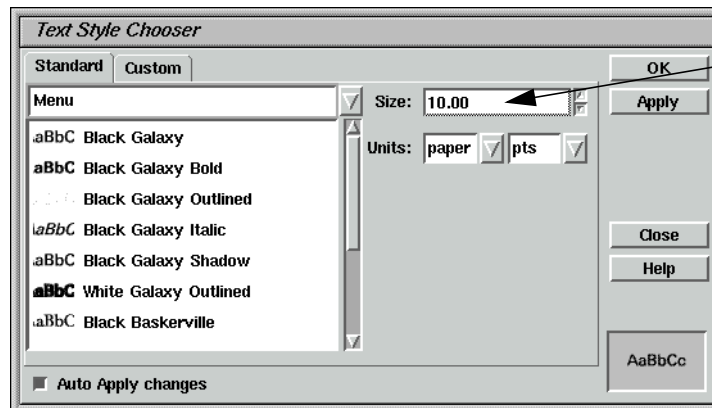 Text Style Chooser
Standard Custom
OK
Menu
Size: 10.00
Apply
aBbC Black Galaxy
Units: paper pts
aBbC Black Galaxy Bold
Black Galaxy Outlined
aBbC Black Galaxy Italic
Close
aBbC Black Galaxy Shadow
Help
aBbC White Galaxy Outlined
aBbC Black Baskerville
AaBbCc
Auto Apply changes